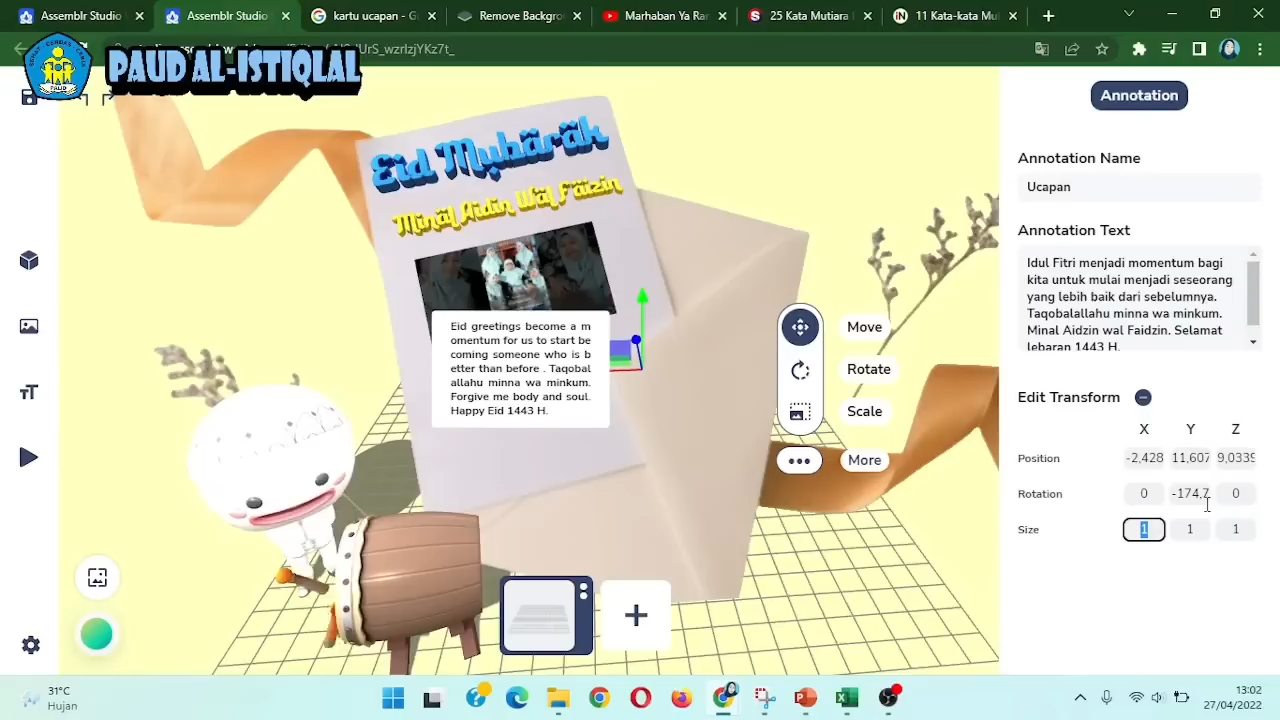 Assemblr Studio
Assemblr Studio
kartu ucapan - G
Remove Backgro
Marhaban Ya Ra
25 Kata Mutiara
11 Kata-kata Mu
UrS_wzrIzjYKz7t_
PAUD AL-ISTIQLAL
Annotation
Annotation Name
Ucapan
Annotation Text
Idul Fitri menjadi momentum bagi
kita untuk mulai menjadi seseorang
yang lebih baik dari sebelumnya.
Taqobalallahu minna wa minkum.
Minal Aidzin wal Faidzin. Selamat
lebaran 1443 H.
Eid Mubarak
Minal Aidin Wal Faizin
Eid greetings become a m
omentum for us to start be
coming someone who is b
etter than before . Taqobal
allahu minna wa minkum.
Forgive me body and soul.
Happy Eid 1443 H.
Move
Rotate
Scale
More
Edit Transform
X Y Z
Position -2,428 11,607 9,0339
Rotation 0 -174.7 0
Size 1 1 1
31°C
Hujan
13:02
27/04/2022